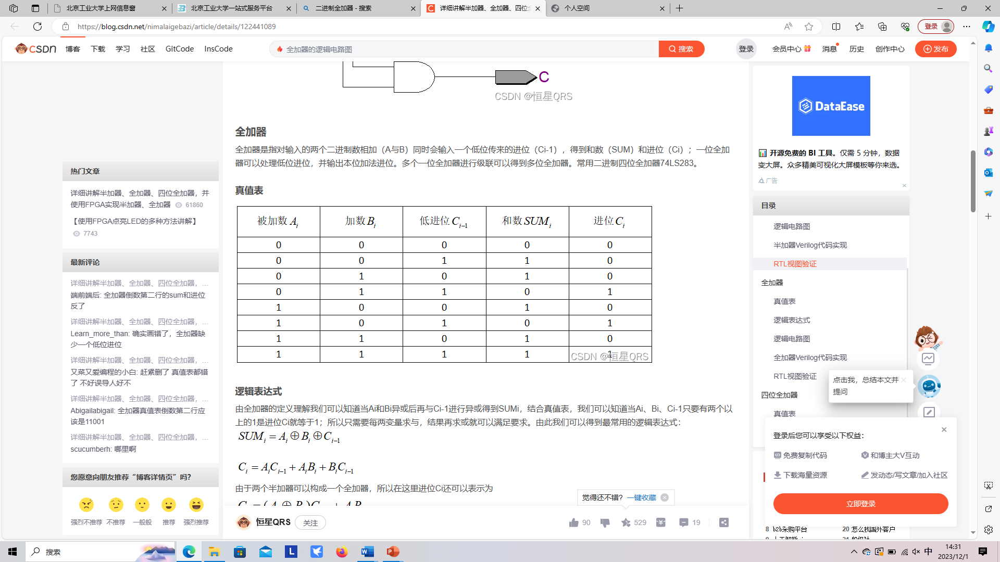 北京工业大学上网信息窗
北京工业大学一站式服务平台
二进制全加器 - 搜索
详细讲解半加器、全加器、四位全
个人空间
https://blog.csdn.net/nimalaigebazi/article/details/122441089
登录
CSDN 博客 下载 学习 社区 GitCode InsCode
全加器的逻辑电路图
搜索
登录 会员中心 消息 历史 创作中心 发布
C
CSDN @恒星QRS
全加器
全加器是指对输入的两个二进制数相加（A与B）同时会输入一个低位传来的进位（Ci-1），得到和数（SUM）和进位（Ci）；一位全加
器可以处理低位进位，并输出本位加法进位。多个一位全加器进行级联可以得到多位全加器。常用二进制四位全加器74LS283。
真值表
被加数 Ai 加数 Bi 低进位 Ci−1 和数 SUMi 进位 Ci
0 0 0 0 0
0 0 1 1 0
0 1 0 1 0
0 1 1 0 1
1 0 0 1 0
1 0 1 0 1
1 1 0 1 0
1 1 1 1 1
CSDN @恒星QRS
逻辑表达式
由全加器的定义理解我们可以知道当Ai和Bi异或后再与Ci-1进行异或得到SUMi，结合真值表，我们可以知道当Ai、Bi、Ci-1只要有两个以
上的1是进位Ci就等于1；所以只需要每两变量求与，结果再求或就可以满足要求。由此我们可以得到最常用的逻辑表达式：
SUMi = Ai ⊕ Bi ⊕ Ci−1
Ci = AiCi−1 + AiBi + BiCi−1
由于两个半加器可以构成一个全加器，所以在这里进位Ci还可以表示为
觉得还不错？ 一键收藏
恒星QRS 关注
90 529 19
热门文章
详细讲解半加器、全加器、四位全加器，并
使用FPGA实现半加器、全加器 61860
【使用FPGA点亮LED的多种方法讲解】
7743
最新评论
详细讲解半加器、全加器、四位全加器，...
端前端后: 全加器倒数第二行的sum和进位
反了
详细讲解半加器、全加器、四位全加器，...
Learn_more_than: 确实画错了，全加器缺
少一个低位进位
详细讲解半加器、全加器、四位全加器，...
又菜又爱编程的小白: 赶紧删了 真值表都错
了 不好误导人好不
详细讲解半加器、全加器、四位全加器，...
Abigailabigail: 全加器真值表倒数第二行应
该是11001
详细讲解半加器、全加器、四位全加器，...
scucumberh: 哪里啊
您愿意向朋友推荐“博客详情页”吗？
强烈不推荐 不推荐 一般般 推荐 强烈推荐
DataEase
开源免费的 BI 工具。仅需 5 分钟，数据
变大屏。众多精美可视化大屏模板等你来选。
广告
目录
逻辑电路图
半加器Verilog代码实现
RTL视图验证
全加器
真值表
逻辑表达式
逻辑电路图
全加器Verilog代码实现
RTL视图验证
四位全加器
真值表
点击我，总结本文并
提问
登录后您可以享受以下权益：
免费复制代码 和博主大V互动
下载海量资源 发动态/写文章/加入社区
立即登录
8 b2b采购平台 20 怎么找国外客户
搜索
中
14:31
2023/12/1